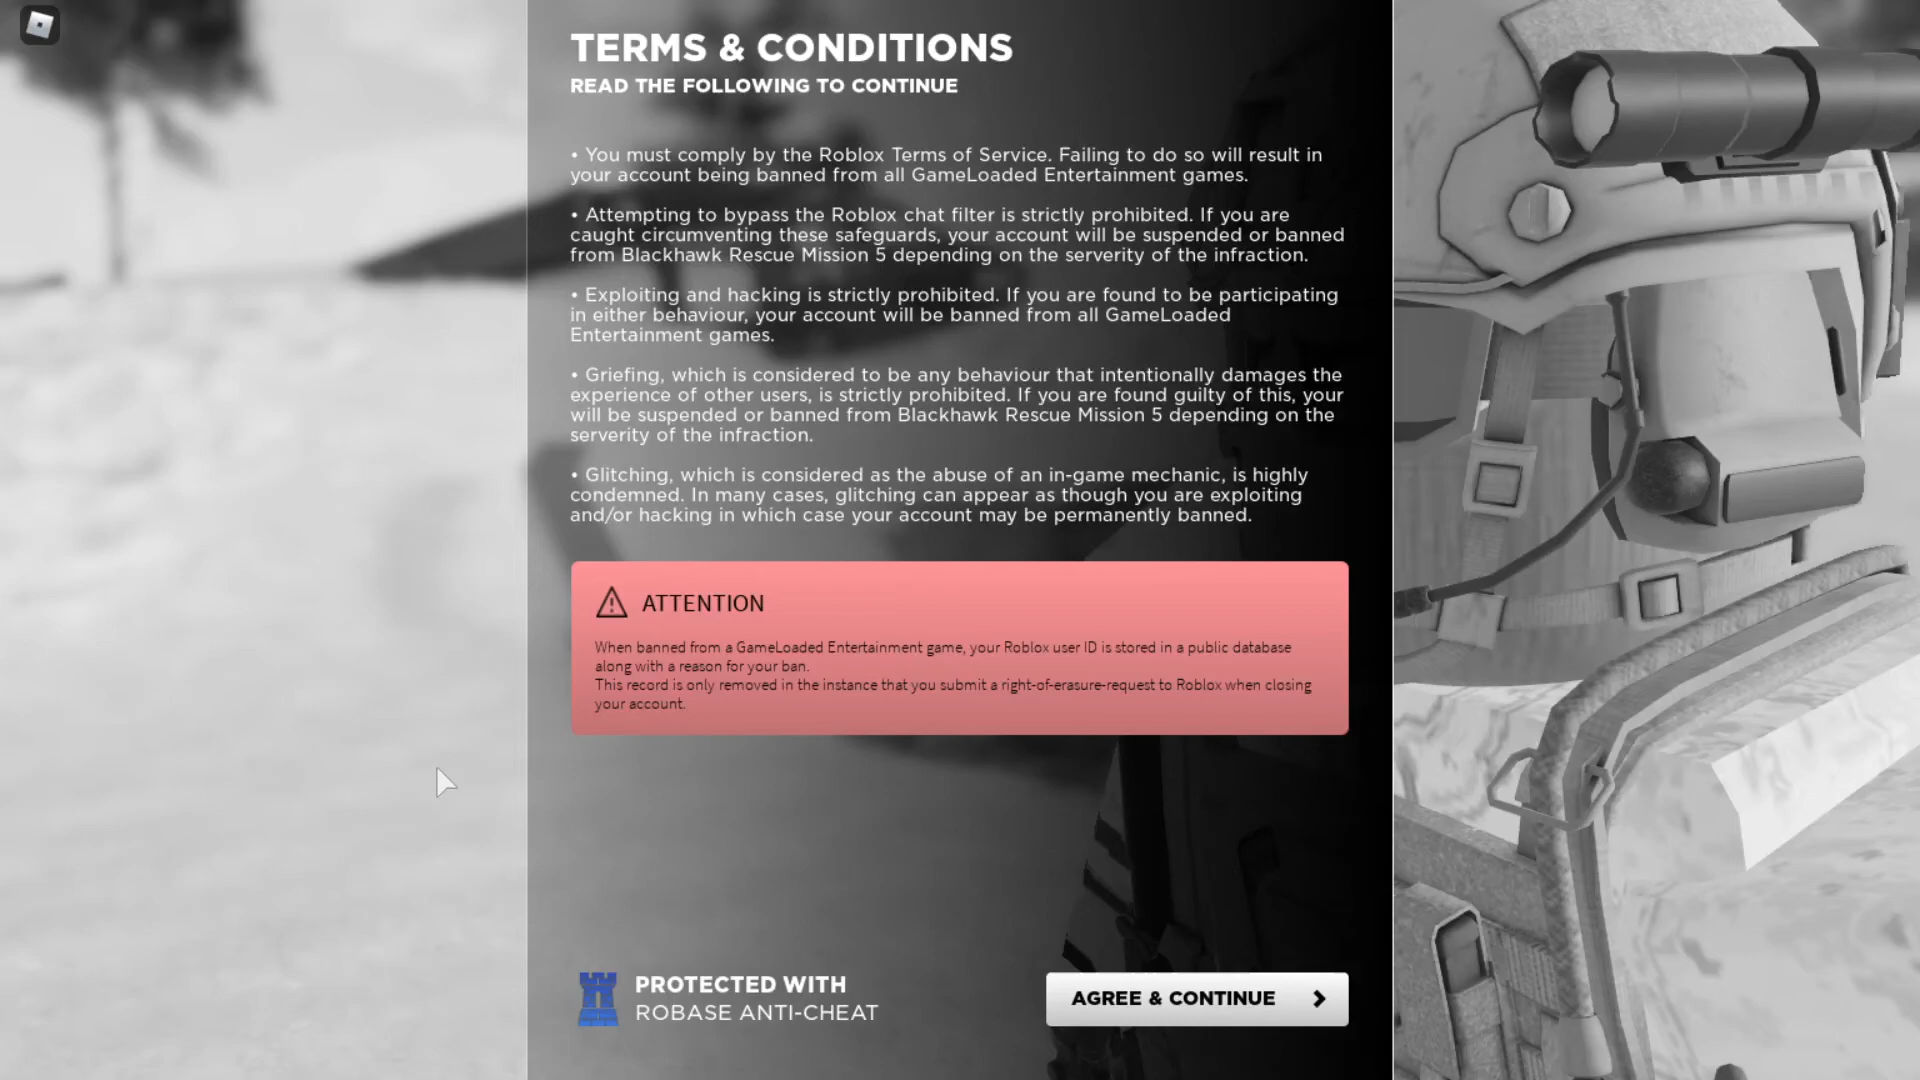 TERMS & CONDITIONS
READ THE FOLLOWING TO CONTINUE
• You must comply by the Roblox Terms of Service. Failing to do so will result in
your account being banned from all GameLoaded Entertainment games.
• Attempting to bypass the Roblox chat filter is strictly prohibited. If you are
caught circumventing these safeguards, your account will be suspended or banned
from Blackhawk Rescue Mission 5 depending on the serverity of the infraction.
• Exploiting and hacking is strictly prohibited. If you are found to be participating
in either behaviour, your account will be banned from all GameLoaded
Entertainment games.
• Griefing, which is considered to be any behaviour that intentionally damages the
experience of other users, is strictly prohibited. If you are found guilty of this, your
will be suspended or banned from Blackhawk Rescue Mission 5 depending on the
serverity of the infraction.
• Glitching, which is considered as the abuse of an in-game mechanic, is highly
condemned. In many cases, glitching can appear as though you are exploiting
and/or hacking in which case your account may be permanently banned.
ATTENTION
When banned from a GameLoaded Entertainment game, your Roblox user ID is stored in a public database
along with a reason for your ban.
This record is only removed in the instance that you submit a right-of-erasure-request to Roblox when closing
your account.
PROTECTED WITH
ROBASE ANTI-CHEAT
AGREE & CONTINUE